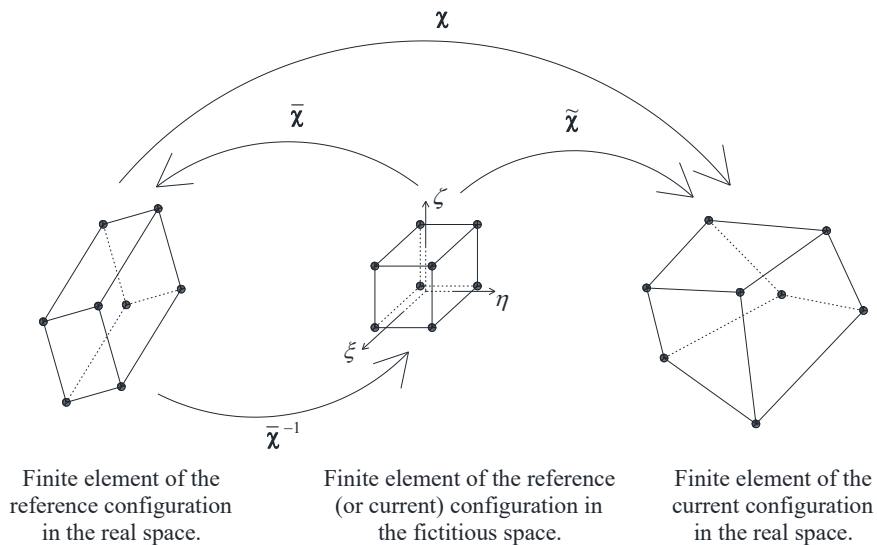 χ
χ̅
χ̃
ζ
η
ξ
χ̅⁻¹
Finite element of the
reference configuration
in the real space.
Finite element of the reference
(or current) configuration in
the fictitious space.
Finite element of the
current configuration
in the real space.